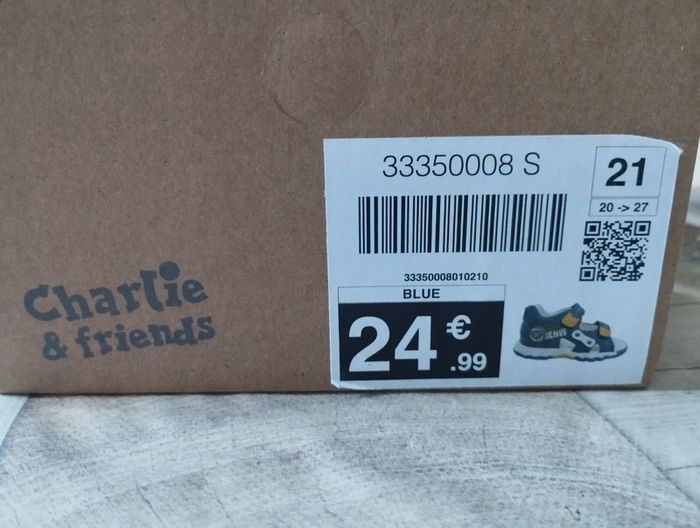 Charlie
& friends
33350008 S
21
20 -> 27
33350008010210
BLUE
24 € .99